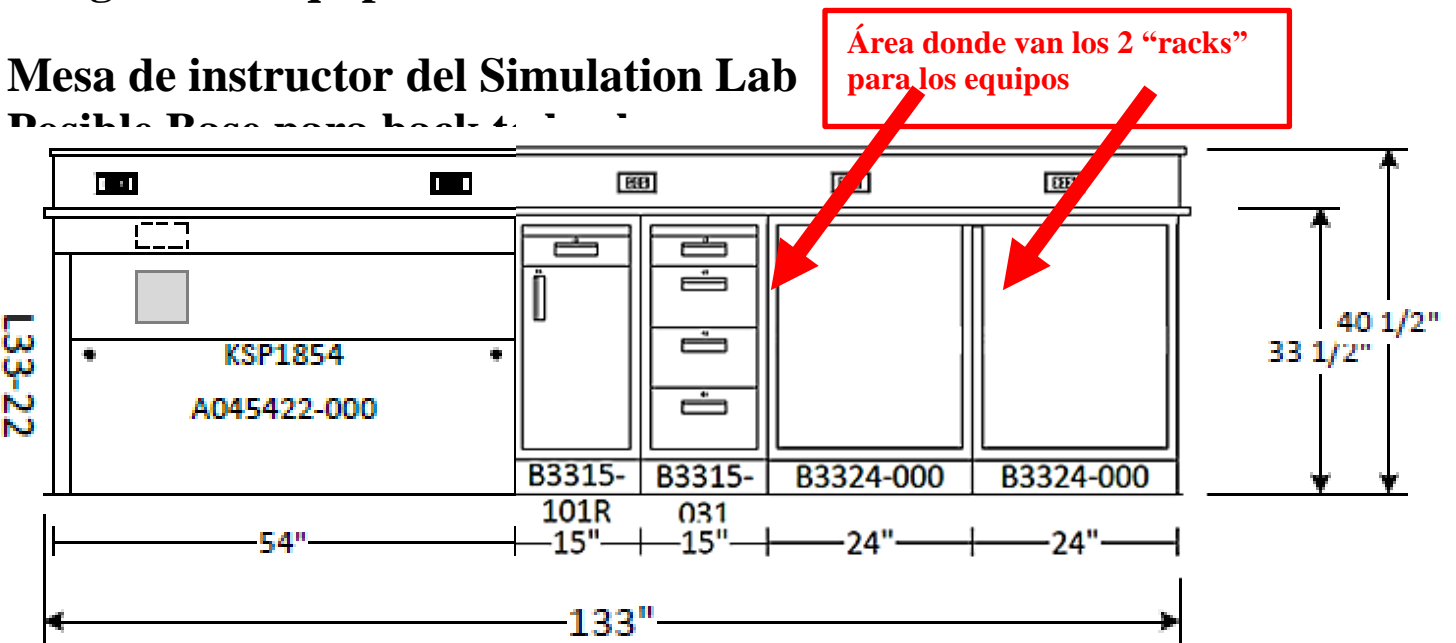 Área donde van los 2 “racks”
para los equipos
Mesa de instructor del Simulation Lab
40 1/2"
33 1/2"
L33-22
KSP1854
A045422-000
B3315-
101R
B3315-
031
B3324-000
B3324-000
54"
15"
15"
24"
24"
133"